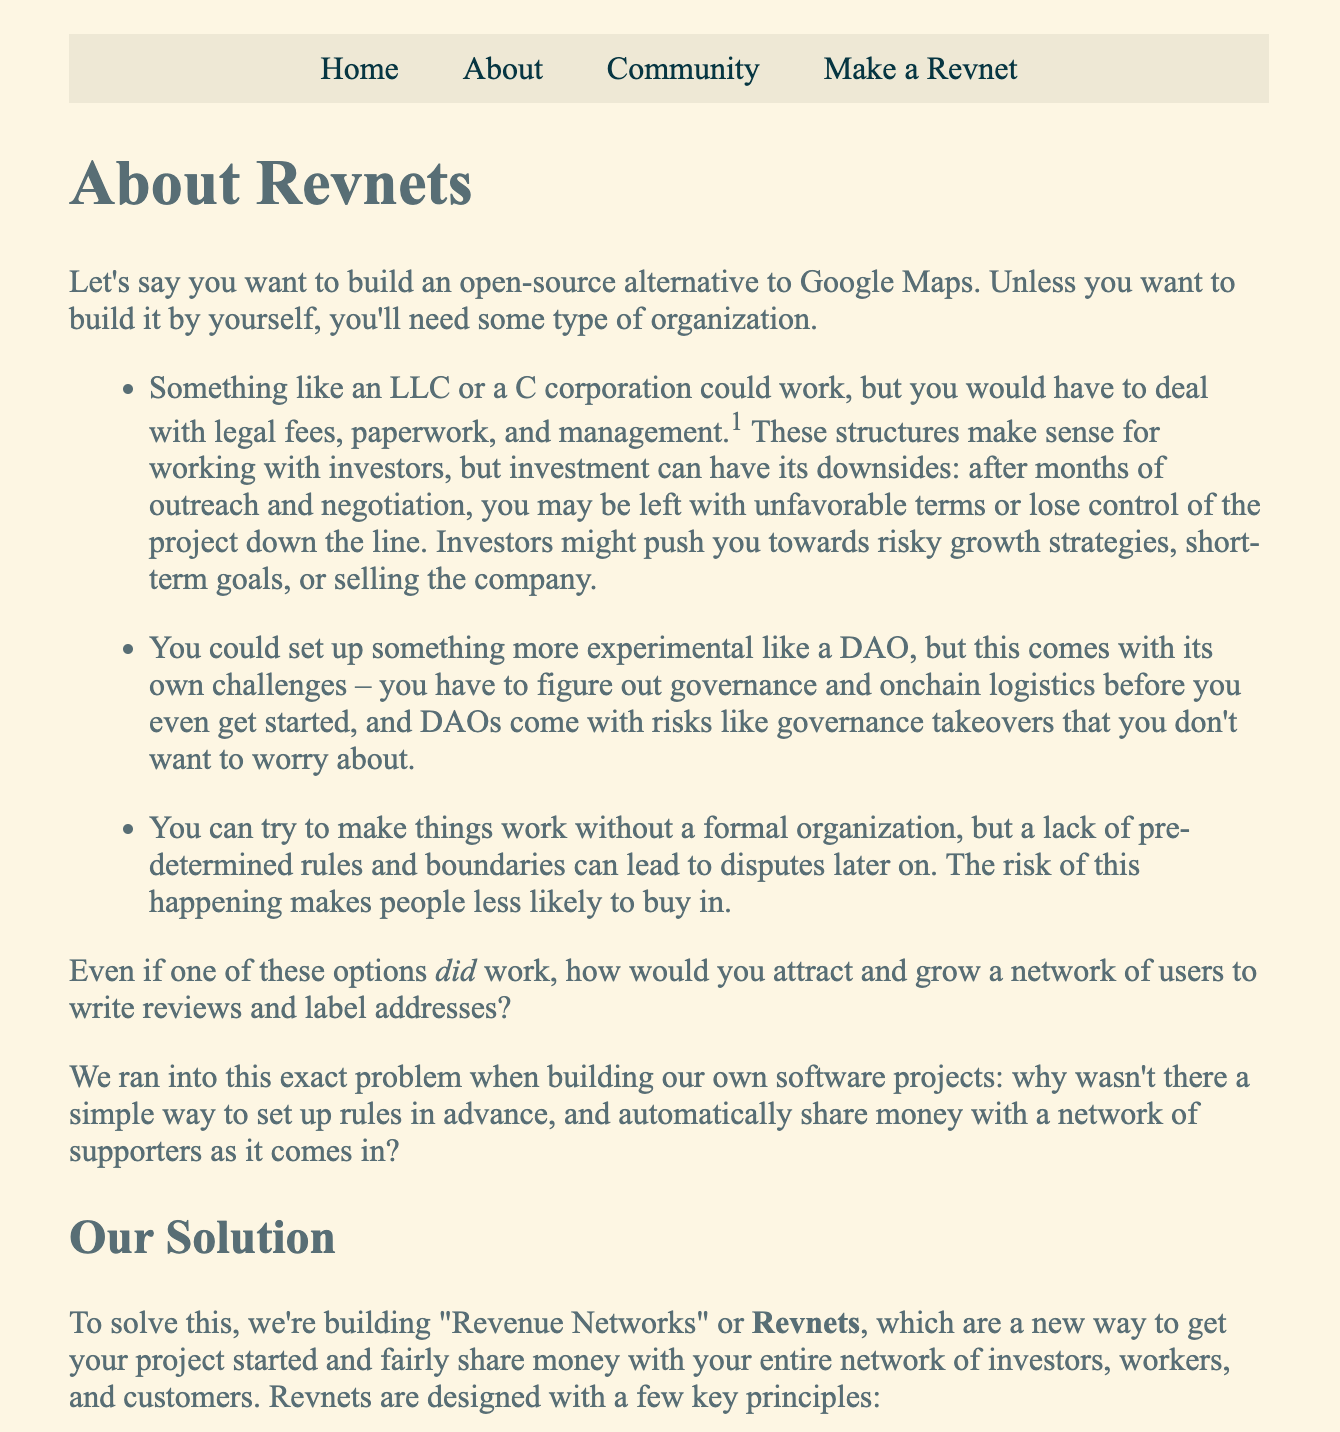 Home About Community Make a Revnet
About Revnets
Let's say you want to build an open-source alternative to Google Maps. Unless you want to
build it by yourself, you'll need some type of organization.
• Something like an LLC or a C corporation could work, but you would have to deal
with legal fees, paperwork, and management.1 These structures make sense for
working with investors, but investment can have its downsides: after months of
outreach and negotiation, you may be left with unfavorable terms or lose control of the
project down the line. Investors might push you towards risky growth strategies, short-
term goals, or selling the company.
• You could set up something more experimental like a DAO, but this comes with its
own challenges – you have to figure out governance and onchain logistics before you
even get started, and DAOs come with risks like governance takeovers that you don't
want to worry about.
• You can try to make things work without a formal organization, but a lack of pre-
determined rules and boundaries can lead to disputes later on. The risk of this
happening makes people less likely to buy in.
Even if one of these options did work, how would you attract and grow a network of users to
write reviews and label addresses?
We ran into this exact problem when building our own software projects: why wasn't there a
simple way to set up rules in advance, and automatically share money with a network of
supporters as it comes in?
Our Solution
To solve this, we're building "Revenue Networks" or Revnets, which are a new way to get
your project started and fairly share money with your entire network of investors, workers,
and customers. Revnets are designed with a few key principles: